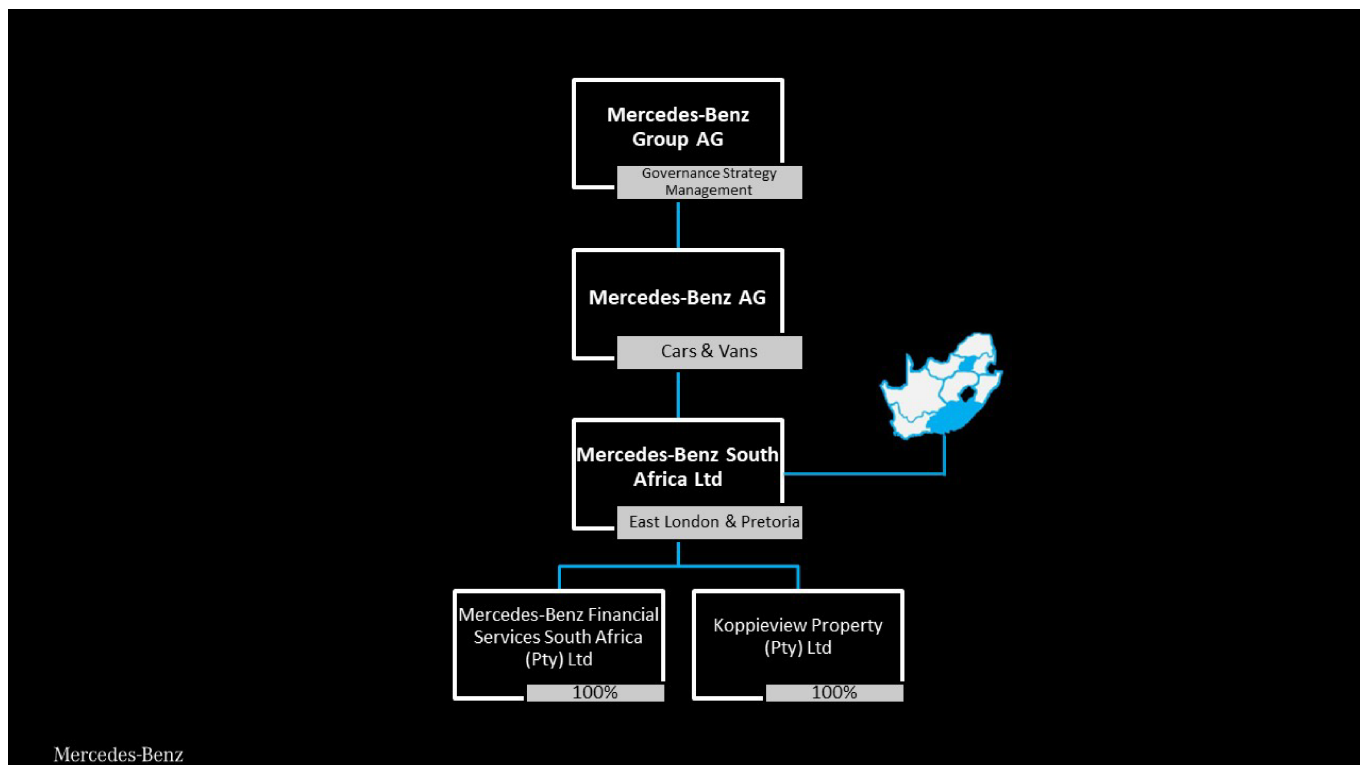 Mercedes-Benz
Group AG
Governance Strategy
Management
Mercedes-Benz AG
Cars & Vans
Mercedes-Benz South
Africa Ltd
East London & Pretoria
Mercedes-Benz Financial
Services South Africa
(Pty) Ltd
100%
Koppieview Property
(Pty) Ltd
100%
Mercedes-Benz